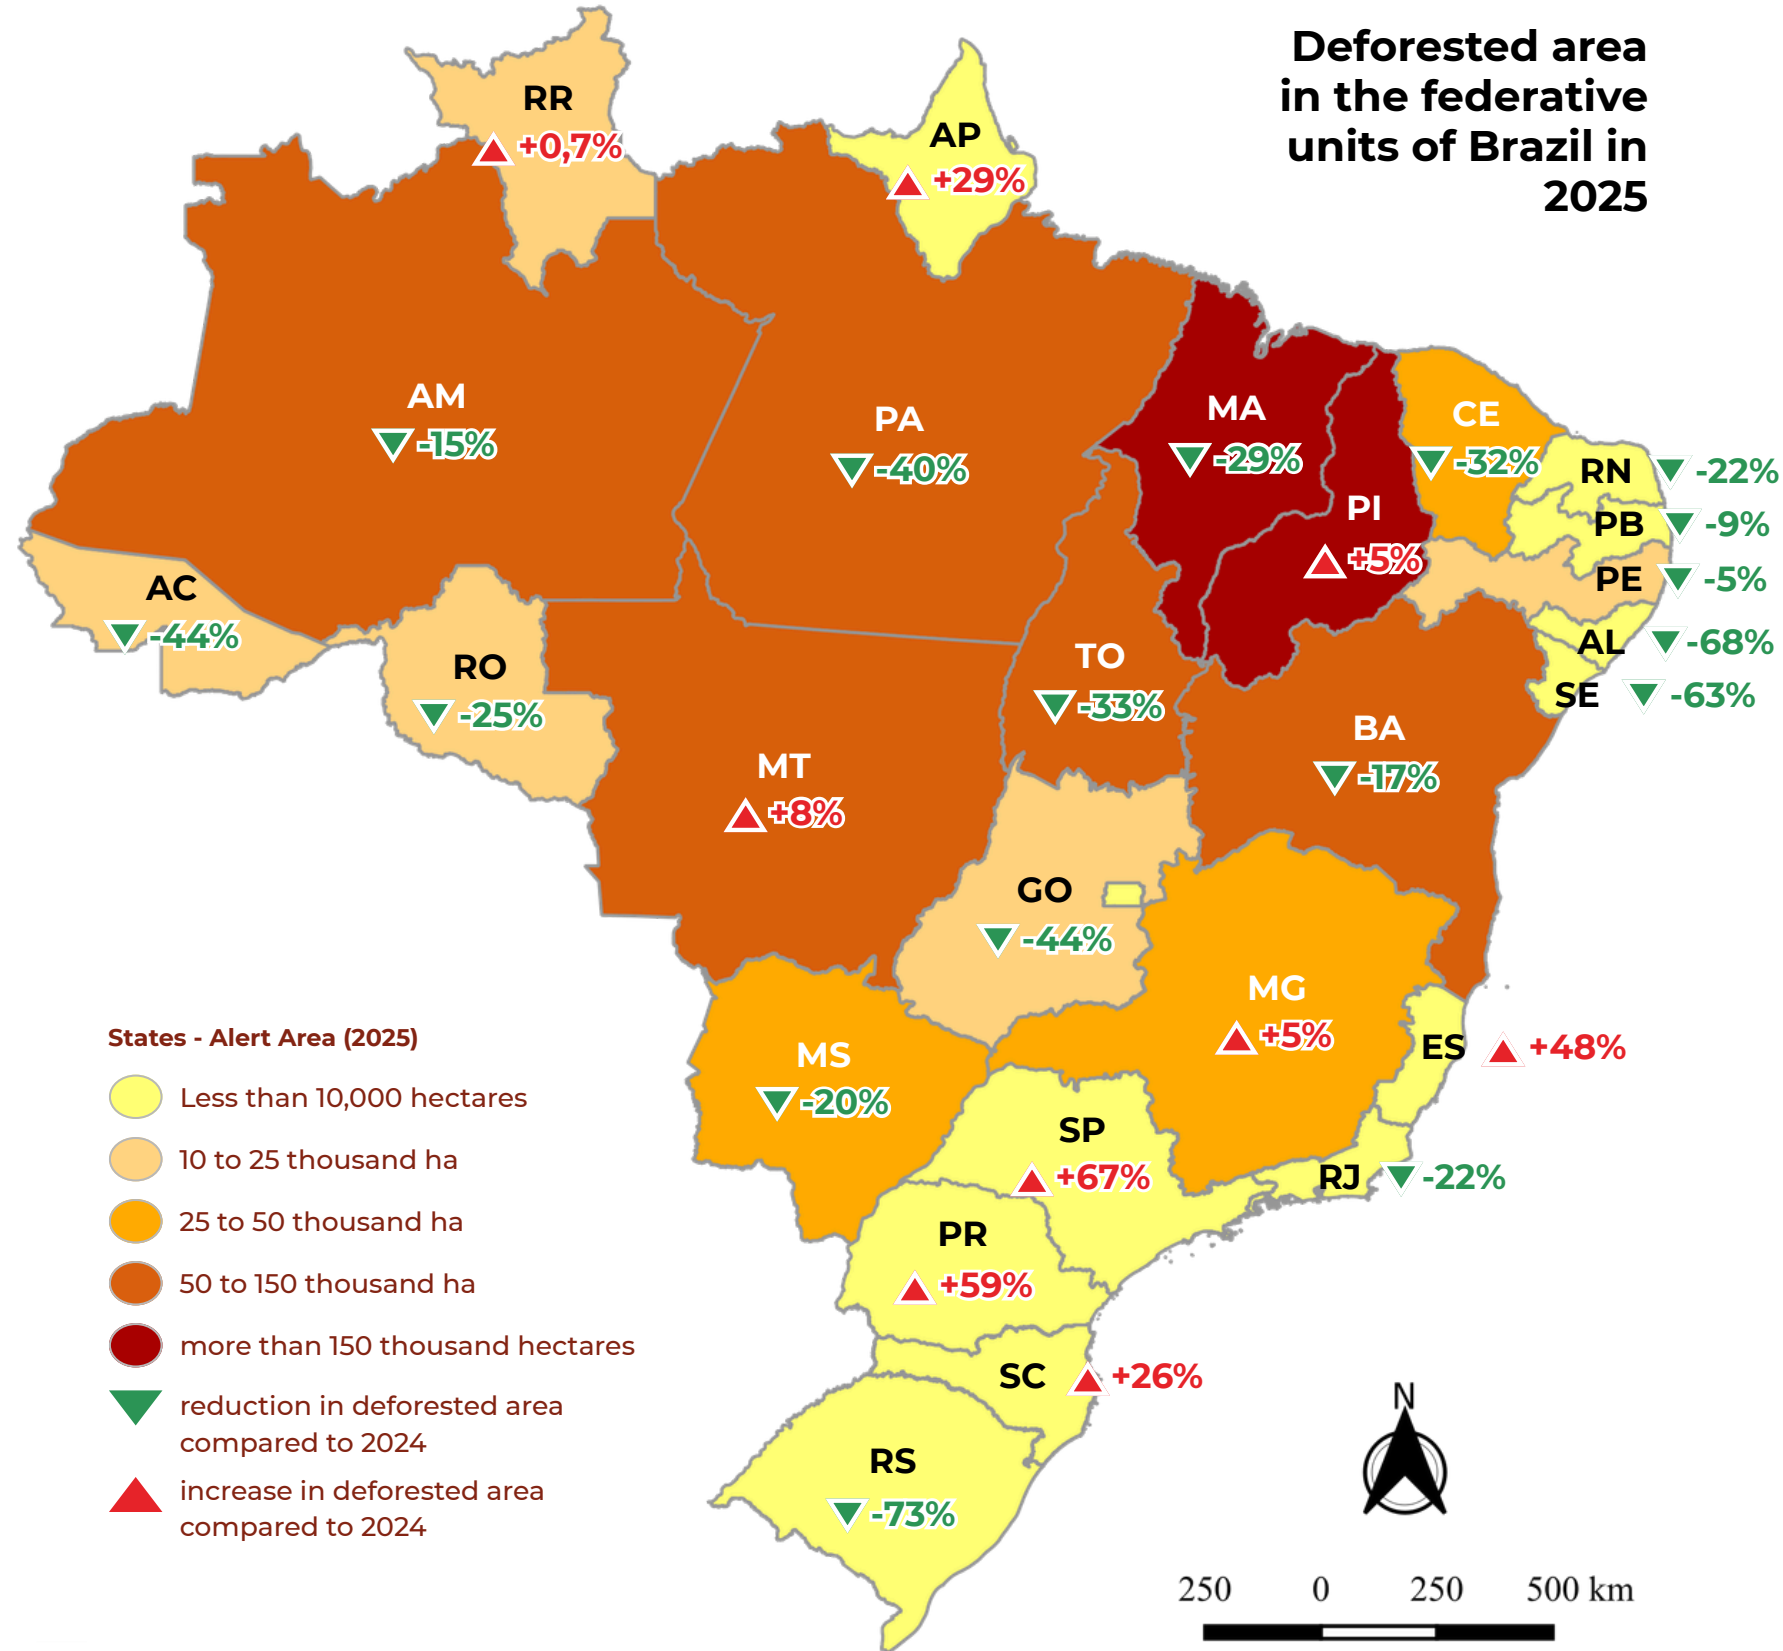 Deforested area
in the federative
units of Brazil in
2025
RR
+0,7%
AP
+29%
AM
-15%
PA
-40%
MA
-29%
CE
-32%
RN
-22%
PI
+5%
PB
-9%
PE
-5%
AC
-44%
AL
-68%
RO
-25%
TO
-33%
SE
-63%
BA
-17%
MT
+8%
GO
-44%
MG
+5%
ES
+48%
MS
-20%
SP
+67%
RJ
-22%
PR
+59%
SC
+26%
RS
-73%
States - Alert Area (2025)
Less than 10,000 hectares
10 to 25 thousand ha
25 to 50 thousand ha
50 to 150 thousand ha
more than 150 thousand hectares
reduction in deforested area
compared to 2024
increase in deforested area
compared to 2024
N
250 0 250 500 km